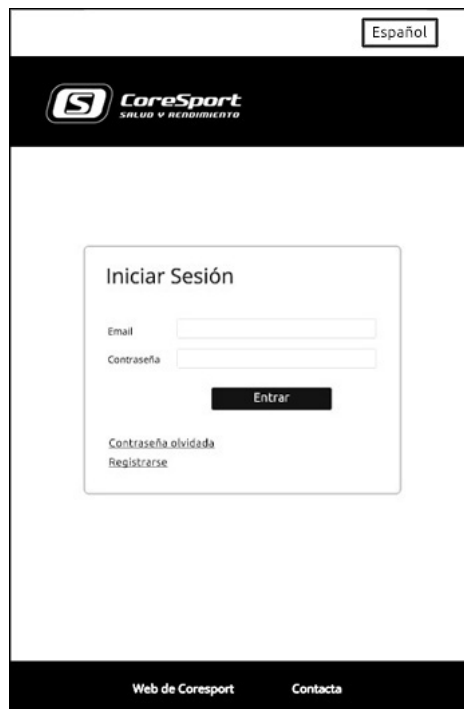 Español
CoreSport
SALUD Y RENDIMIENTO
Iniciar Sesión
Email
Contraseña
Entrar
Contraseña olvidada
Registrarse
Web de Coresport Contacta